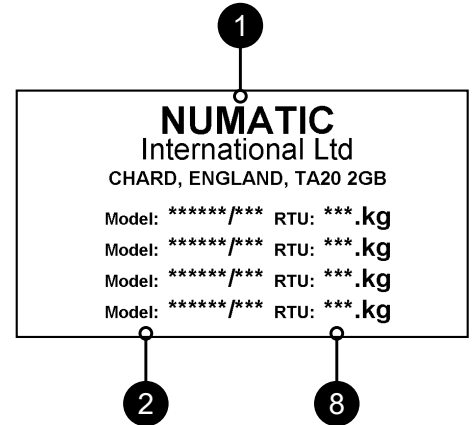 1
NUMATIC
International Ltd
CHARD, ENGLAND, TA20 2GB
Model: ******/*** RTU: ***.kg
Model: ******/*** RTU: ***.kg
Model: ******/*** RTU: ***.kg
Model: ******/*** RTU: ***.kg
2 8